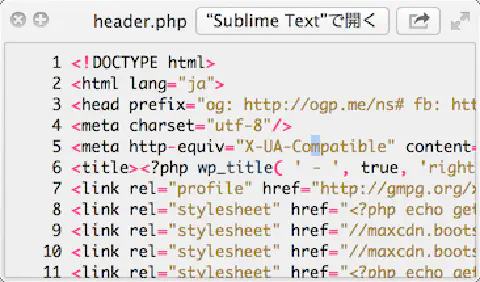 header.php "Sublime Text"で開く
1 <!DOCTYPE html>
2 <html lang="ja">
3 <head prefix="og: http://ogp.me/ns# fb: htt
4 <meta charset="utf-8"/>
5 <meta http-equiv="X-UA-Compatible" content=
6 <title><?php wp_title( ' - ', true, 'right
7 <link rel="profile" href="http://gmpg.org/x
8 <link rel="stylesheet" href="<?php echo get
9 <link rel="stylesheet" href="//maxcdn.boots
10 <link rel="stylesheet" href="//maxcdn.boots
11 <link rel="stylesheet" href="<?php echo get